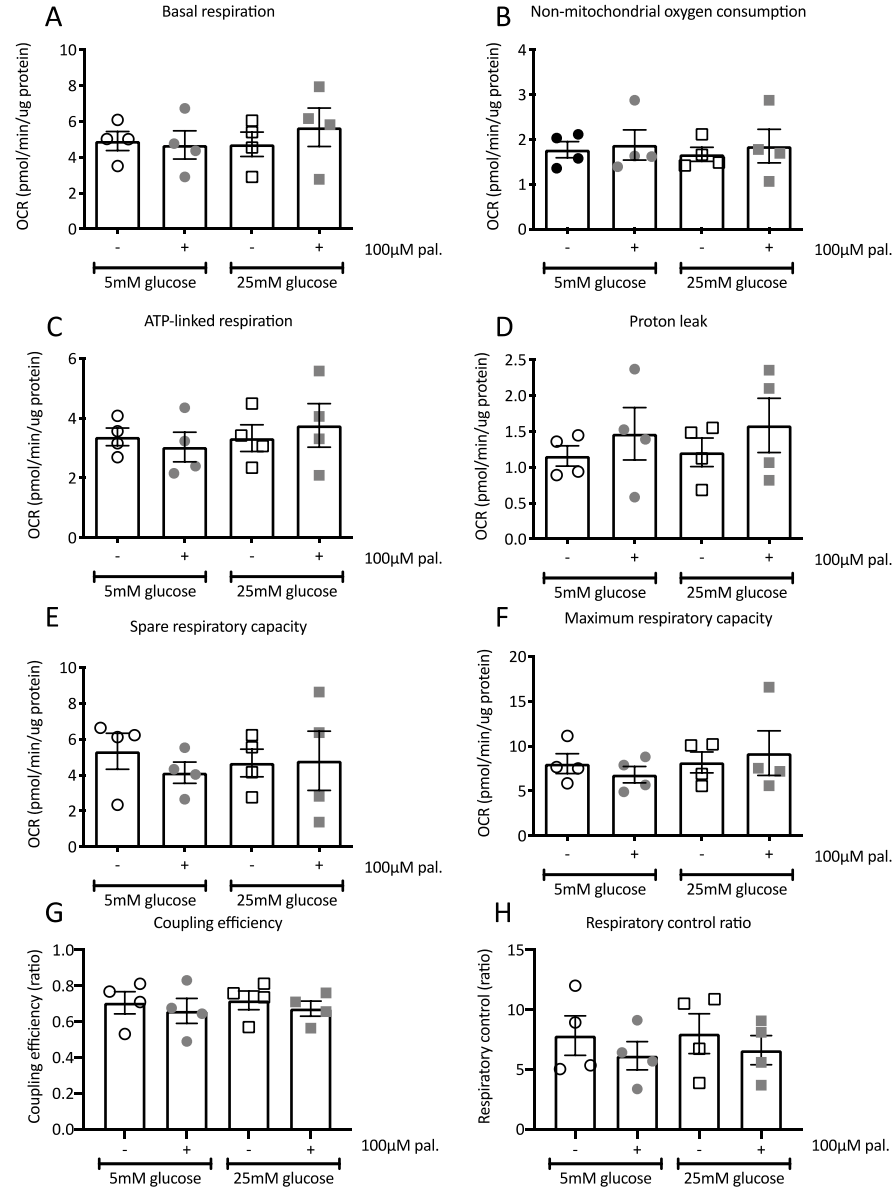 A
Basal respiration
OCR (pmol/min/ug protein)
10
8
6
4
2
0
- + - +
100µM pal.
5mM glucose 25mM glucose
B
Non-mitochondrial oxygen consumption
OCR (pmol/min/ug protein)
4
3
2
1
0
- + - +
100µM pal.
5mM glucose 25mM glucose
C
ATP-linked respiration
OCR (pmol/min/ug protein)
6
4
2
0
- + - +
100µM pal.
5mM glucose 25mM glucose
D
Proton leak
OCR (pmol/min/ug protein)
2.5
2.0
1.5
1.0
0.5
0.0
- + - +
100µM pal.
5mM glucose 25mM glucose
E
Spare respiratory capacity
OCR (pmol/min/ug protein)
10
8
6
4
2
0
- + - +
100µM pal.
5mM glucose 25mM glucose
F
Maximum respiratory capacity
OCR (pmol/min/ug protein)
20
15
10
5
0
- + - +
100µM pal.
5mM glucose 25mM glucose
G
Coupling efficiency
Coupling efficiency (ratio)
1.0
0.8
0.6
0.4
0.2
0.0
- + - +
100µM pal.
5mM glucose 25mM glucose
H
Respiratory control ratio
Respiratory control (ratio)
15
10
5
0
- + - +
100µM pal.
5mM glucose 25mM glucose